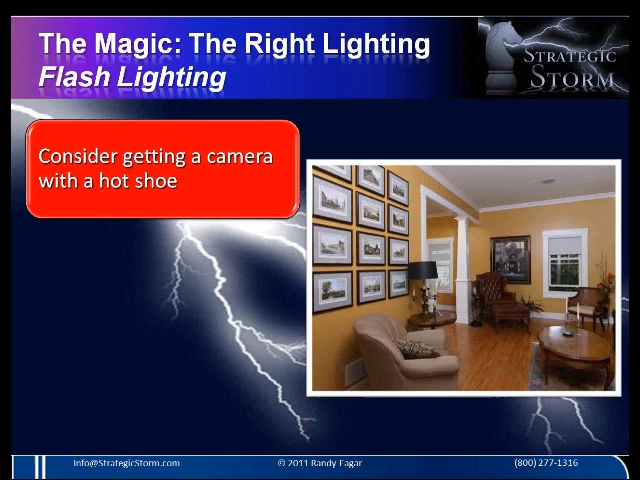 The Magic: The Right Lighting
Flash Lighting
STRATEGIC
STORM
Consider getting a camera
with a hot shoe
Info@StrategicStorm.com
© 2011 Randy Eagar
(800) 277-1316